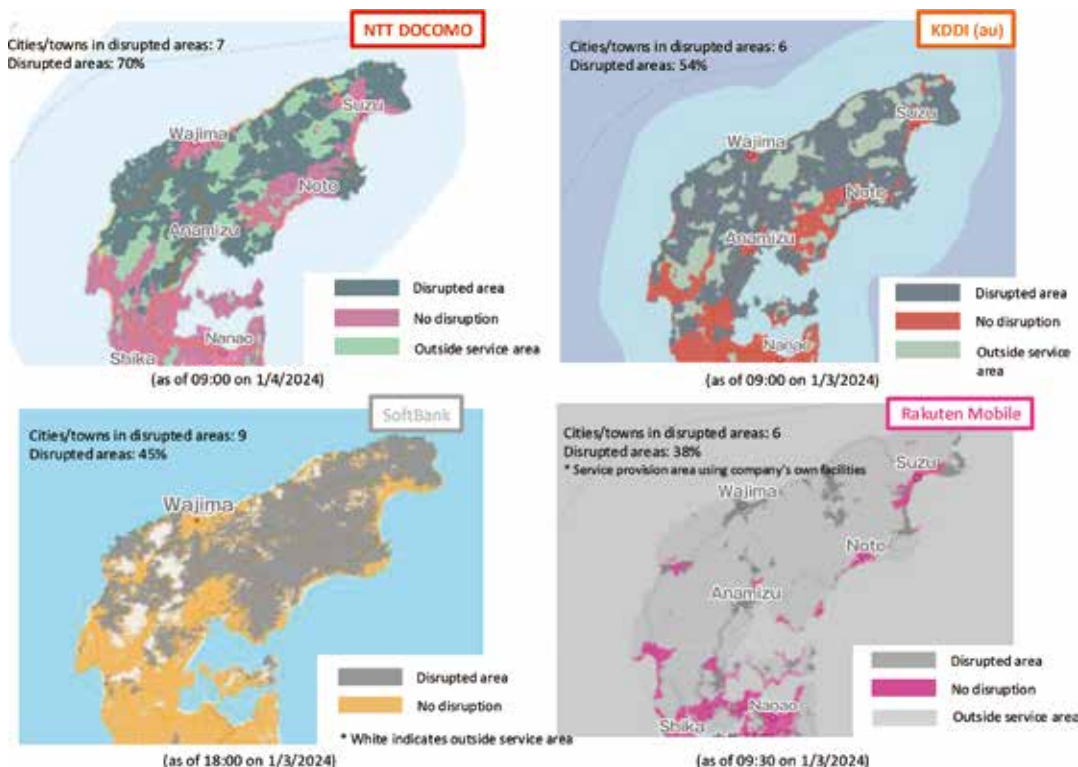 NTT DOCOMO
Cities/towns in disrupted areas: 7
Disrupted areas: 70%
Suzu
Wajima
Noto
Anamizu
Disrupted area
No disruption
Nanao
Outside service area
Shika
(as of 09:00 on 1/4/2024)
KDDI (au)
Cities/towns in disrupted areas: 6
Disrupted areas: 54%
Suzu
Wajima
Noto
Anamizu
Disrupted area
No disruption
Nanao
Outside service
area
(as of 09:00 on 1/3/2024)
SoftBank
Cities/towns in disrupted areas: 9
Disrupted areas: 45%
Wajima
Disrupted area
No disruption
* White indicates outside service area
(as of 18:00 on 1/3/2024)
Rakuten Mobile
Cities/towns in disrupted areas: 6
Disrupted areas: 38%
* Service provision area using company's own facilities
Suzu
Wajima
Noto
Anamizu
Disrupted area
No disruption
Nanao
Outside service area
Shika
(as of 09:30 on 1/3/2024)